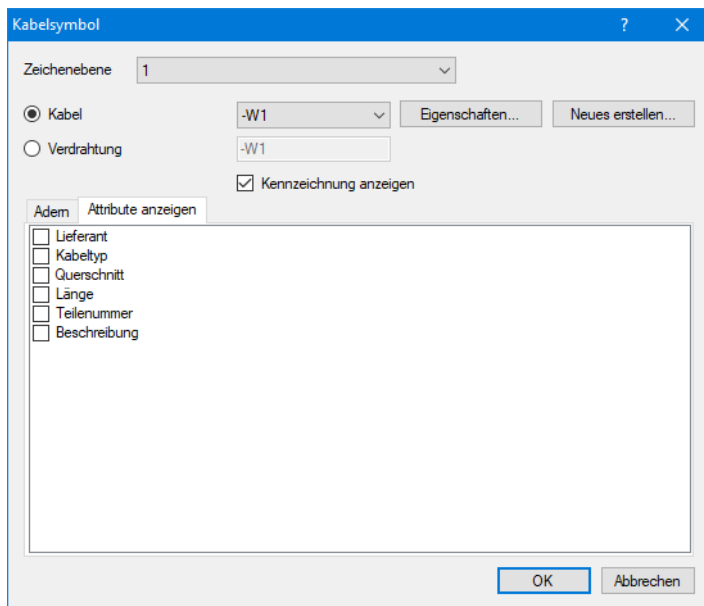 Kabelsymbol ?
Zeichenebene 1
Kabel -W1 Eigenschaften... Neues erstellen...
Verdrahtung -W1
Kennzeichnung anzeigen
Adern Attribute anzeigen
Lieferant
Kabeltyp
Querschnitt
Länge
Teilenummer
Beschreibung
OK Abbrechen